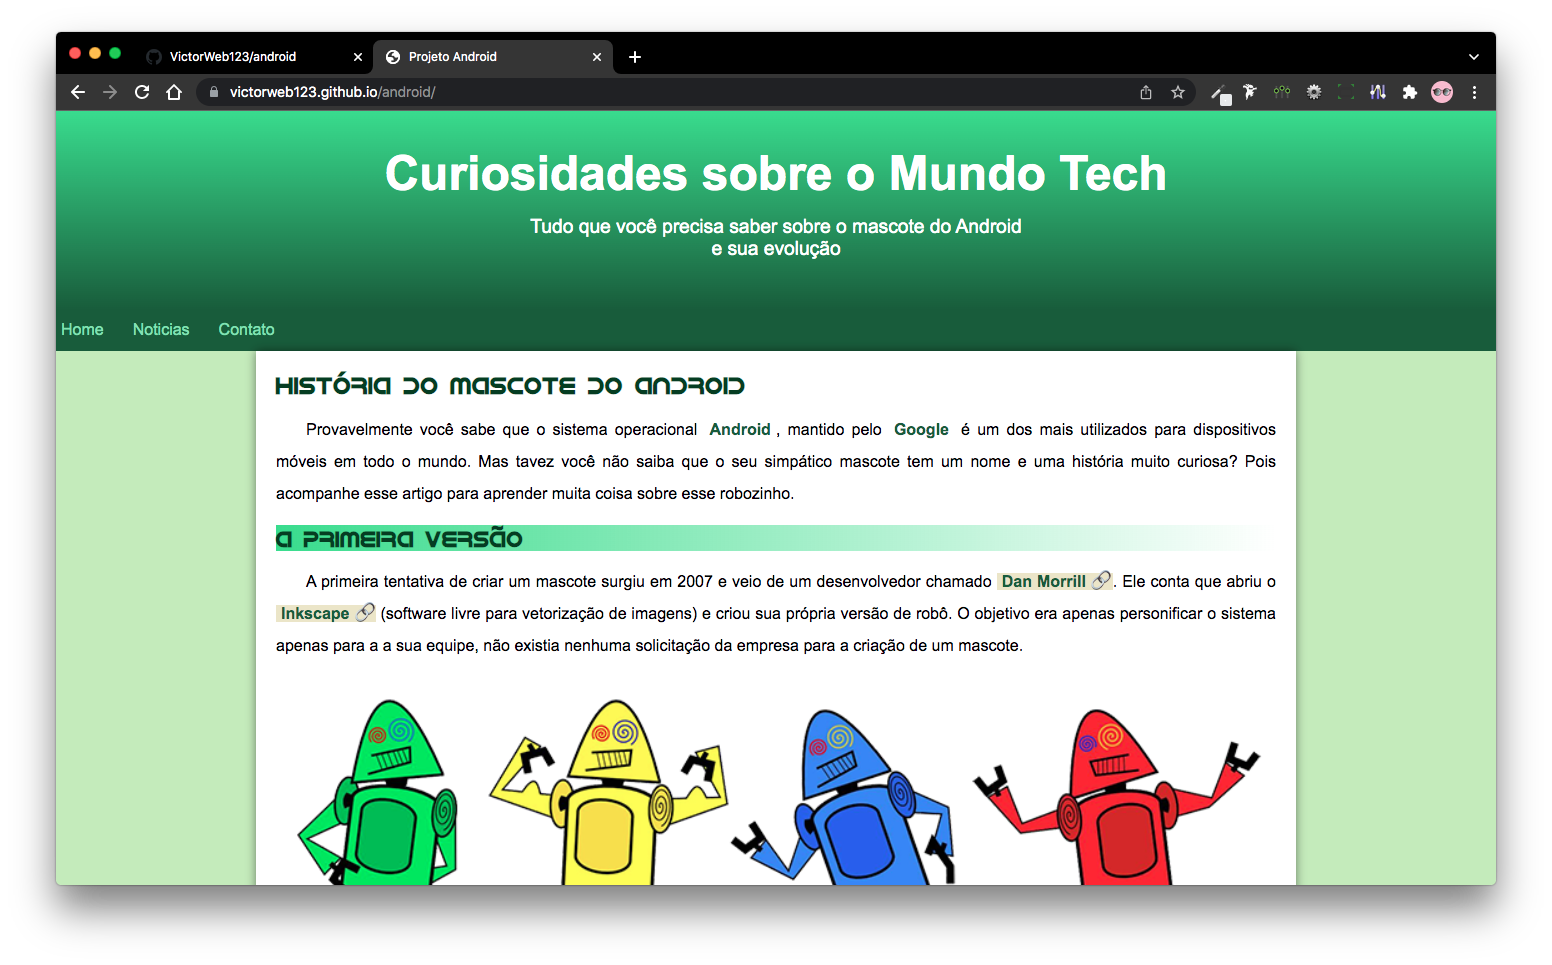 VictorWeb123/android
Projeto Android
victorweb123.github.io/android/
Curiosidades sobre o Mundo Tech
Tudo que você precisa saber sobre o mascote do Android
e sua evolução
Home Noticias Contato
História do mascote do Android
Provavelmente você sabe que o sistema operacional Android , mantido pelo Google é um dos mais utilizados para dispositivos
móveis em todo o mundo. Mas tavez você não saiba que o seu simpático mascote tem um nome e uma história muito curiosa? Pois
acompanhe esse artigo para aprender muita coisa sobre esse robozinho.
A primeira versão
A primeira tentativa de criar um mascote surgiu em 2007 e veio de um desenvolvedor chamado Dan Morrill 🔗. Ele conta que abriu o
Inkscape 🔗 (software livre para vetorização de imagens) e criou sua própria versão de robô. O objetivo era apenas personificar o sistema
apenas para a a sua equipe, não existia nenhuma solicitação da empresa para a criação de um mascote.